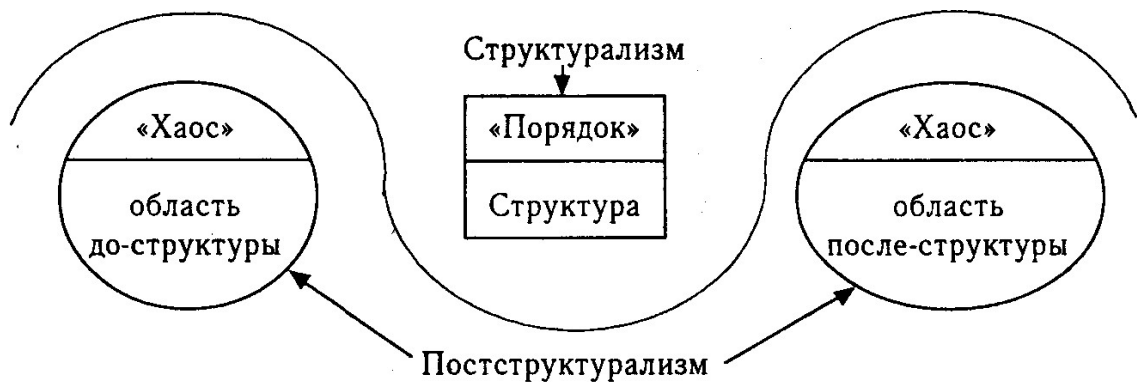 Структурализм
«Хаос»
область
до-структуры
«Порядок»
Структура
«Хаос»
область
после-структуры
Постструктурализм